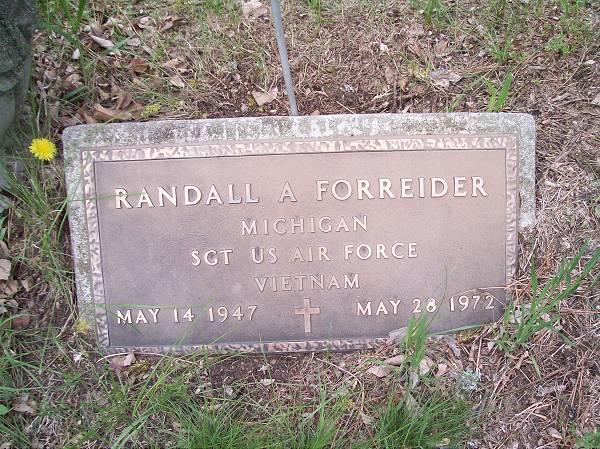 RANDALL A FORREIDER
MICHIGAN
SGT US AIR FORCE
VIETNAM
MAY 14 1947 MAY 28 1972